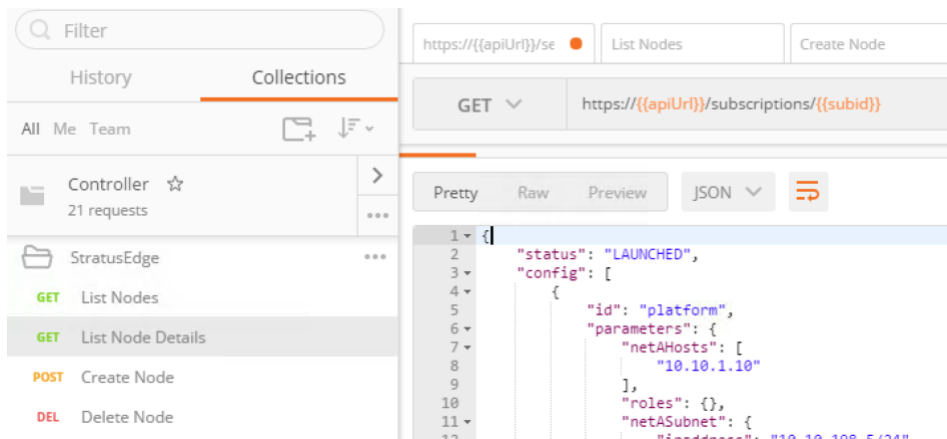 Filter
History Collections
All Me Team
Controller
21 requests
StratusEdge
GET List Nodes
GET List Node Details
POST Create Node
DEL Delete Node
https://{{apiUrl}}/se List Nodes Create Node
GET https://{{apiUrl}}/subscriptions/{{subid}}
Pretty Raw Preview JSON
1 {
2 "status": "LAUNCHED",
3 "config": [
4 {
5 "id": "platform",
6 "parameters": {
7 "netAHosts": [
8 "10.10.1.10"
9 ],
10 "roles": {},
11 "netASubnet": {